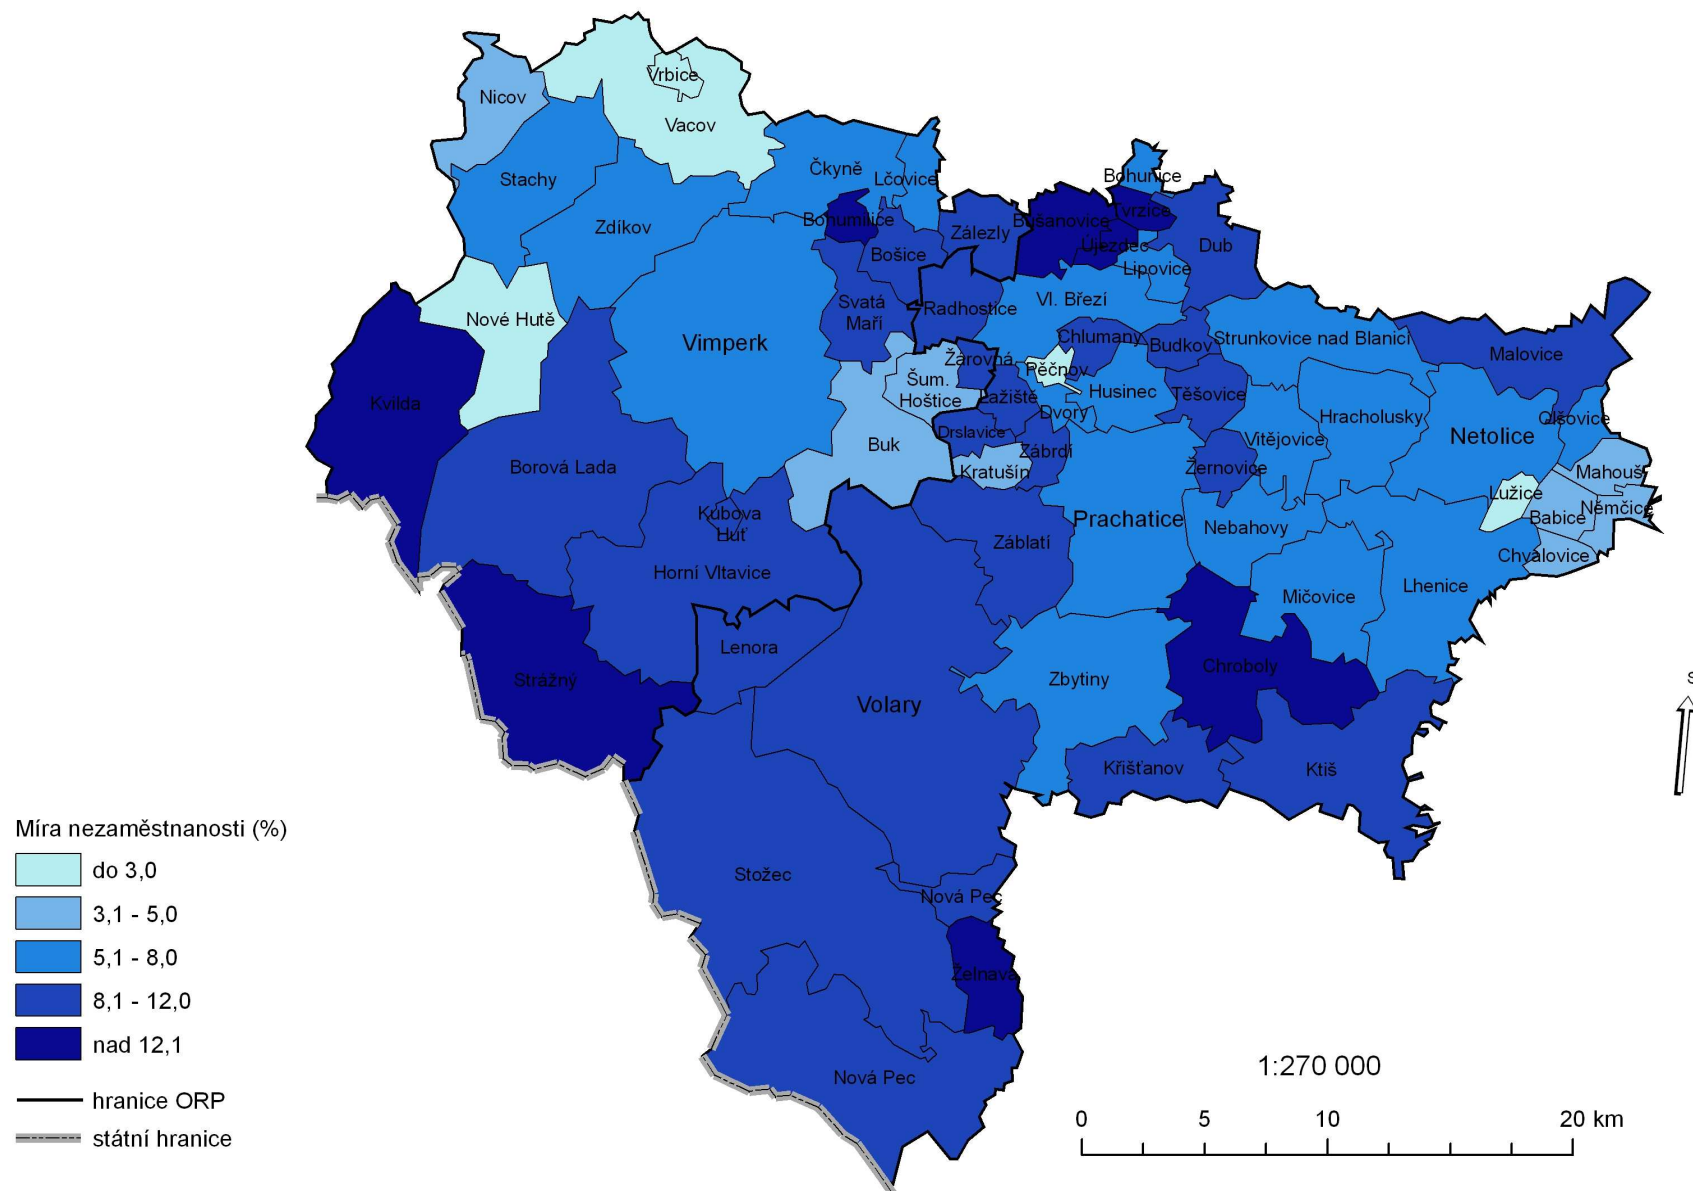 Vrbice
Nicov
Vacov
Čkyně
Bohunice
Stachy
Lčovice
Tvrzice
Bohumilice
Bušanovice
Zdíkov
Zálezly
Újezdec
Dub
Bošice
Lipovice
Svatá
Maří
Radhostice
Vl. Březí
Nové Hutě
Vimperk
Chlumany
Budkov
Strunkovice nad Blanicí
Malovice
Žárovná
Pěčnov
Šum.
Hoštice
Husinec
Těšovice
Kvilda
Lažiště
Dvory
Hracholusky
Olšovice
Drslavice
Netolice
Buk
Zábrdí
Vitějovice
Borová Lada
Kratušín
Žernovice
Mahouš
Lužice
Kubova
Huť
Prachatice
Nebahovy
Babice
Němčice
Záblatí
Chvalovice
Horní Vltavice
Mičovice
Lhenice
Lenora
Chroboly
Strážný
Zbytiny
S
Volary
Křišťanov
Ktiš
Stožec
Nová Pec
Želnava
Nová Pec
Míra nezaměstnanosti (%)
do 3,0
3,1 - 5,0
5,1 - 8,0
8,1 - 12,0
nad 12,1
hranice ORP
státní hranice
1:270 000
0 5 10 20 km